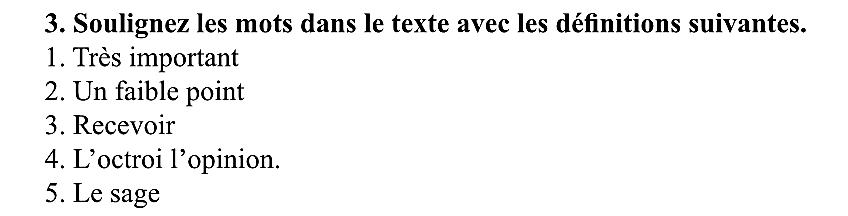 3. Soulignez les mots dans le texte avec les définitions suivantes.
1. Très important
2. Un faible point
3. Recevoir
4. L’octroi l’opinion.
5. Le sage